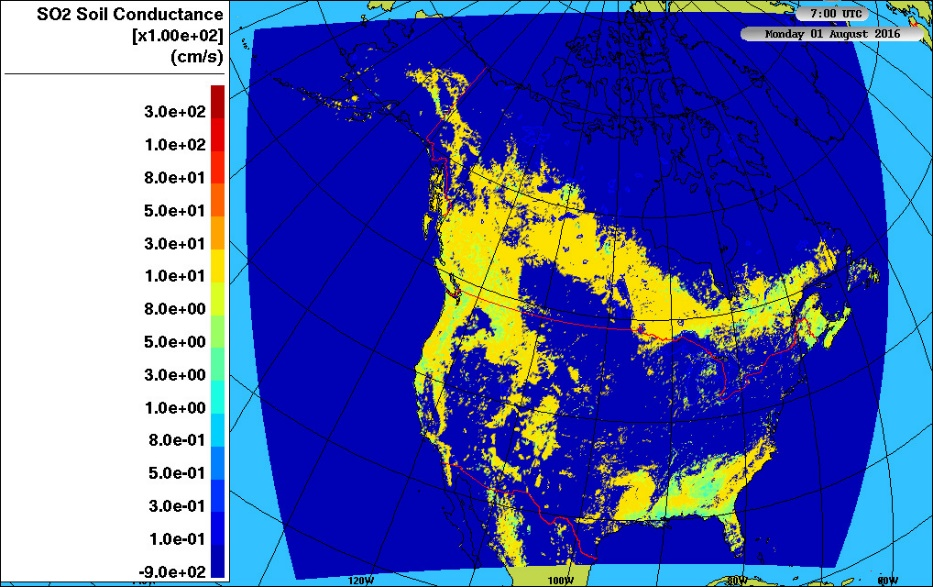 SO2 Soil Conductance
[x1.00e+02]
(cm/s)
7:00 UTC
Monday 01 August 2016
3.0e+02
1.0e+02
8.0e+01
5.0e+01
3.0e+01
1.0e+01
8.0e+00
5.0e+00
3.0e+00
1.0e+00
8.0e-01
5.0e-01
3.0e-01
1.0e-01
-9.0e+02
120W
100W
80W